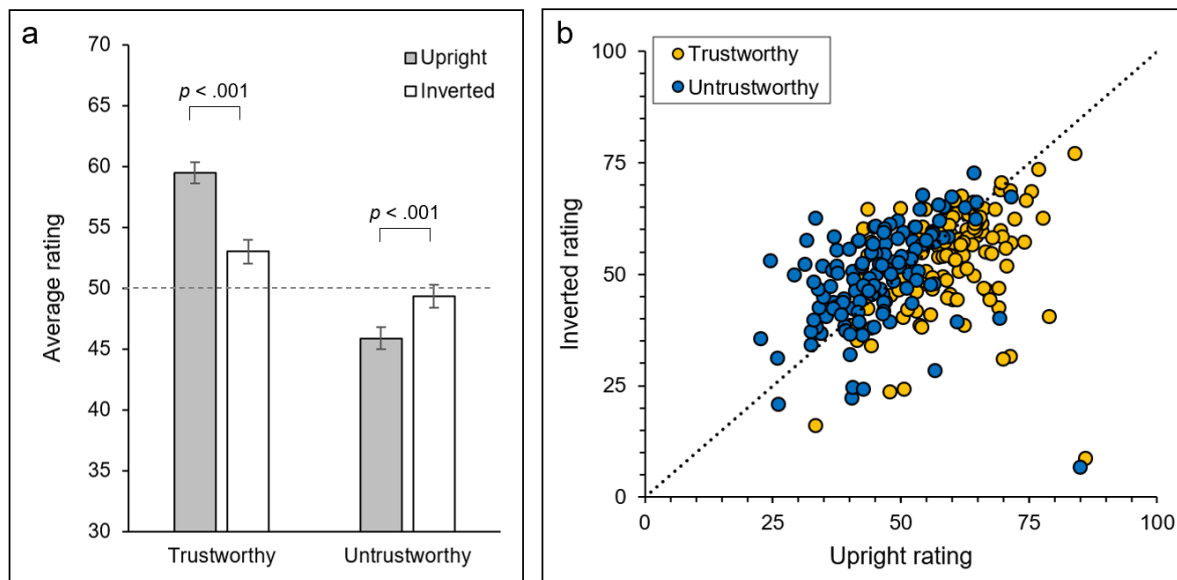 a
70
65
60
55
50
45
40
35
30
Average rating
Upright
Inverted
p < .001
p < .001
Trustworthy
Untrustworthy
b
100
75
50
25
0
Inverted rating
Trustworthy
Untrustworthy
0
25
50
75
100
Upright rating